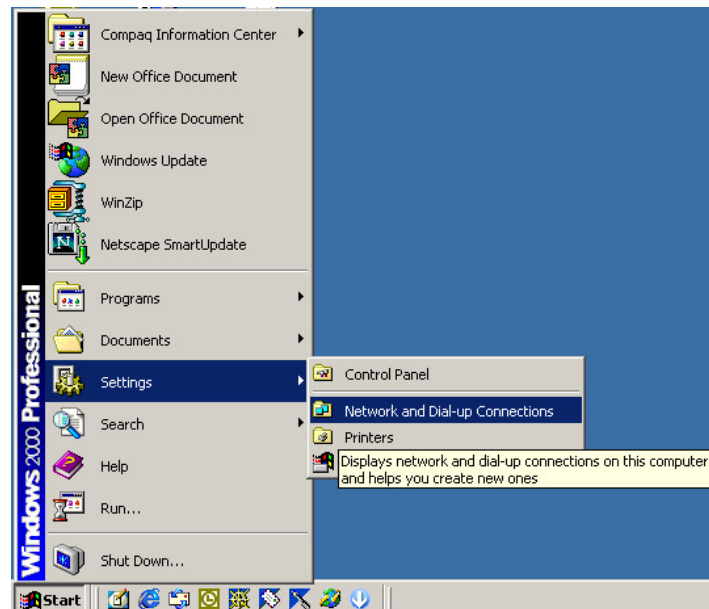 Compaq Information Center
New Office Document
Open Office Document
Windows Update
WinZip
Netscape SmartUpdate
Programs
Documents
Settings
Search
Help
Run...
Shut Down...
Windows 2000 Professional
Control Panel
Network and Dial-up Connections
Printers
Displays network and dial-up connections on this computer
and helps you create new ones
Start